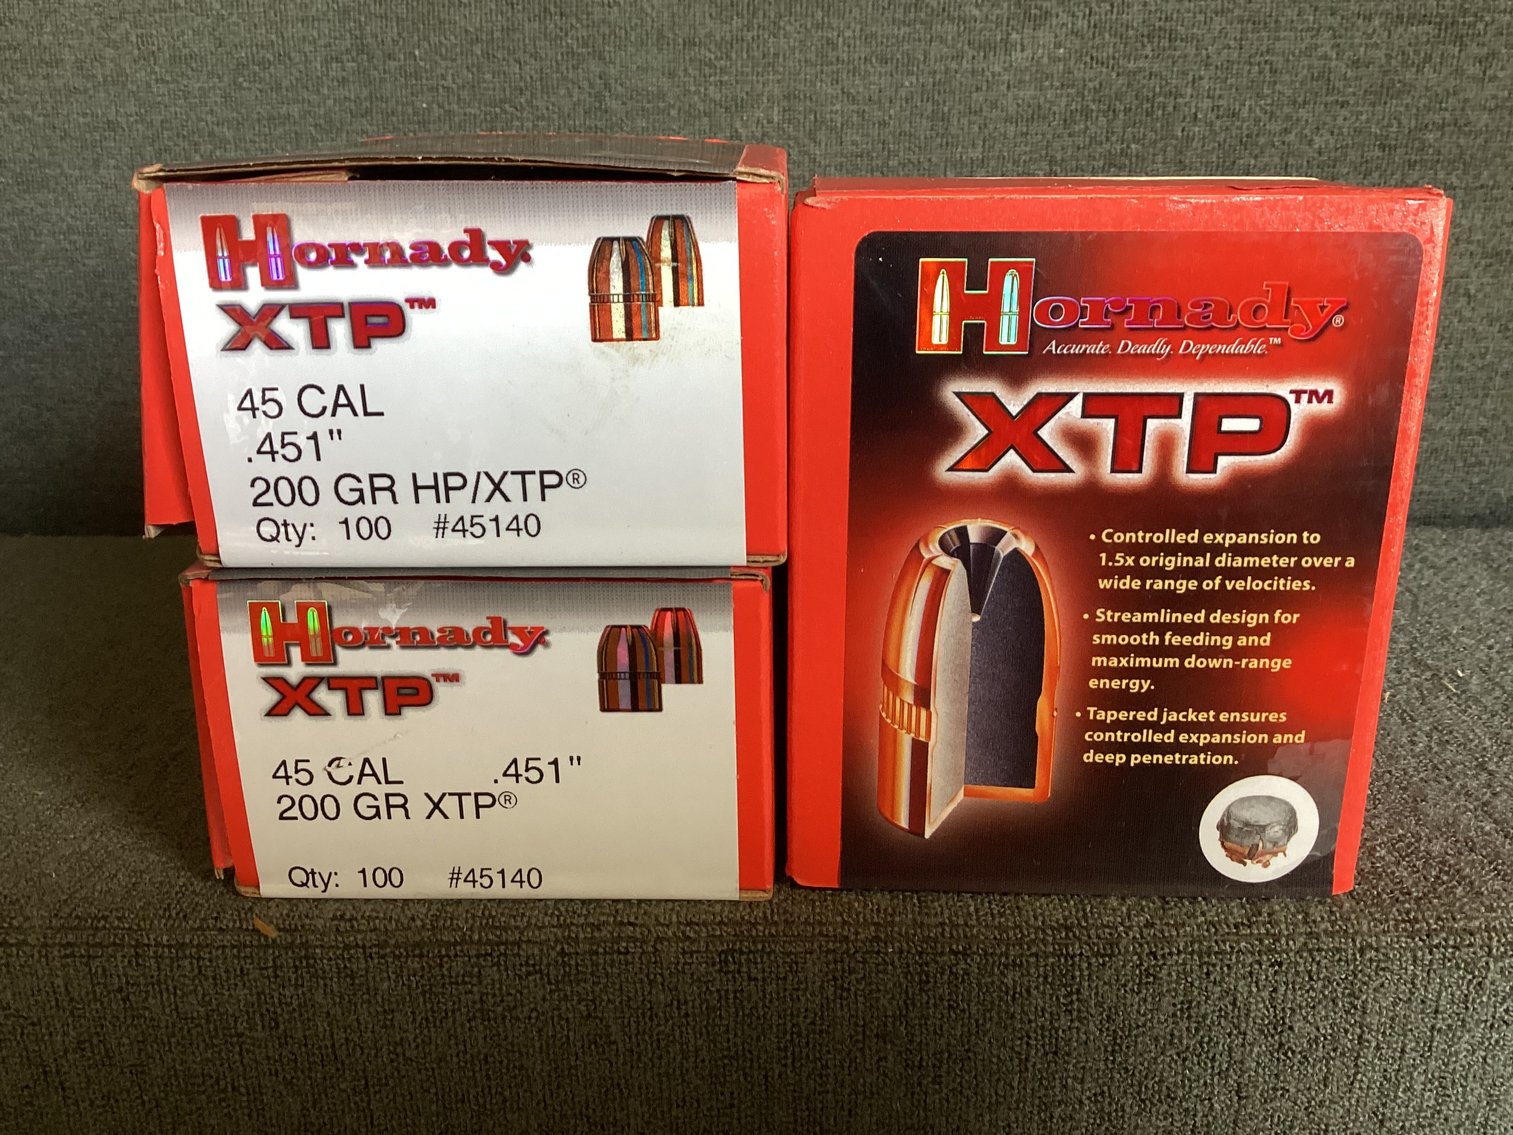 Hornady.
XTP™
45 CAL
.451"
200 GR HP/XTP®
Qty: 100 #45140
Hornady.
XTP™
45 CAL .451"
200 GR XTP®
Qty: 100 #45140
Hornady®
Accurate. Deadly. Dependable.™
XTP™
• Controlled expansion to
1.5x original diameter over a
wide range of velocities.
• Streamlined design for
smooth feeding and
maximum down-range
energy.
• Tapered jacket ensures
controlled expansion and
deep penetration.